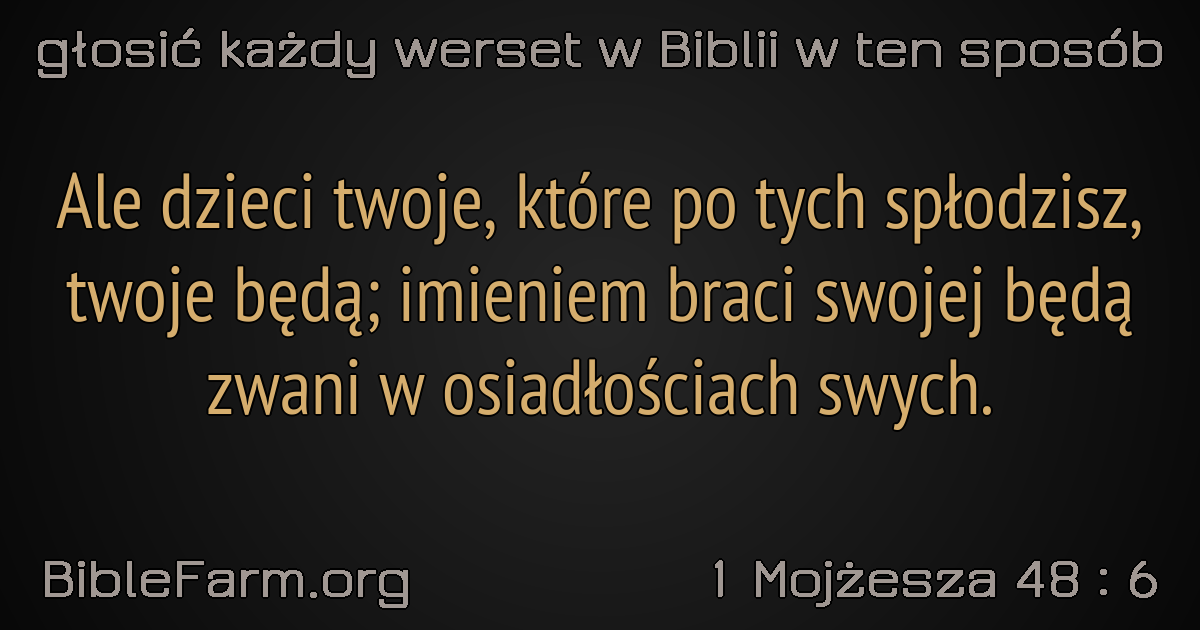 głosić każdy werset w Biblii w ten sposób
Ale dzieci twoje, które po tych spłodzisz,
twoje będą; imieniem braci swojej będą
zwani w osiadłościach swych.
BibleFarm.org
1 Mojżesza 48 : 6